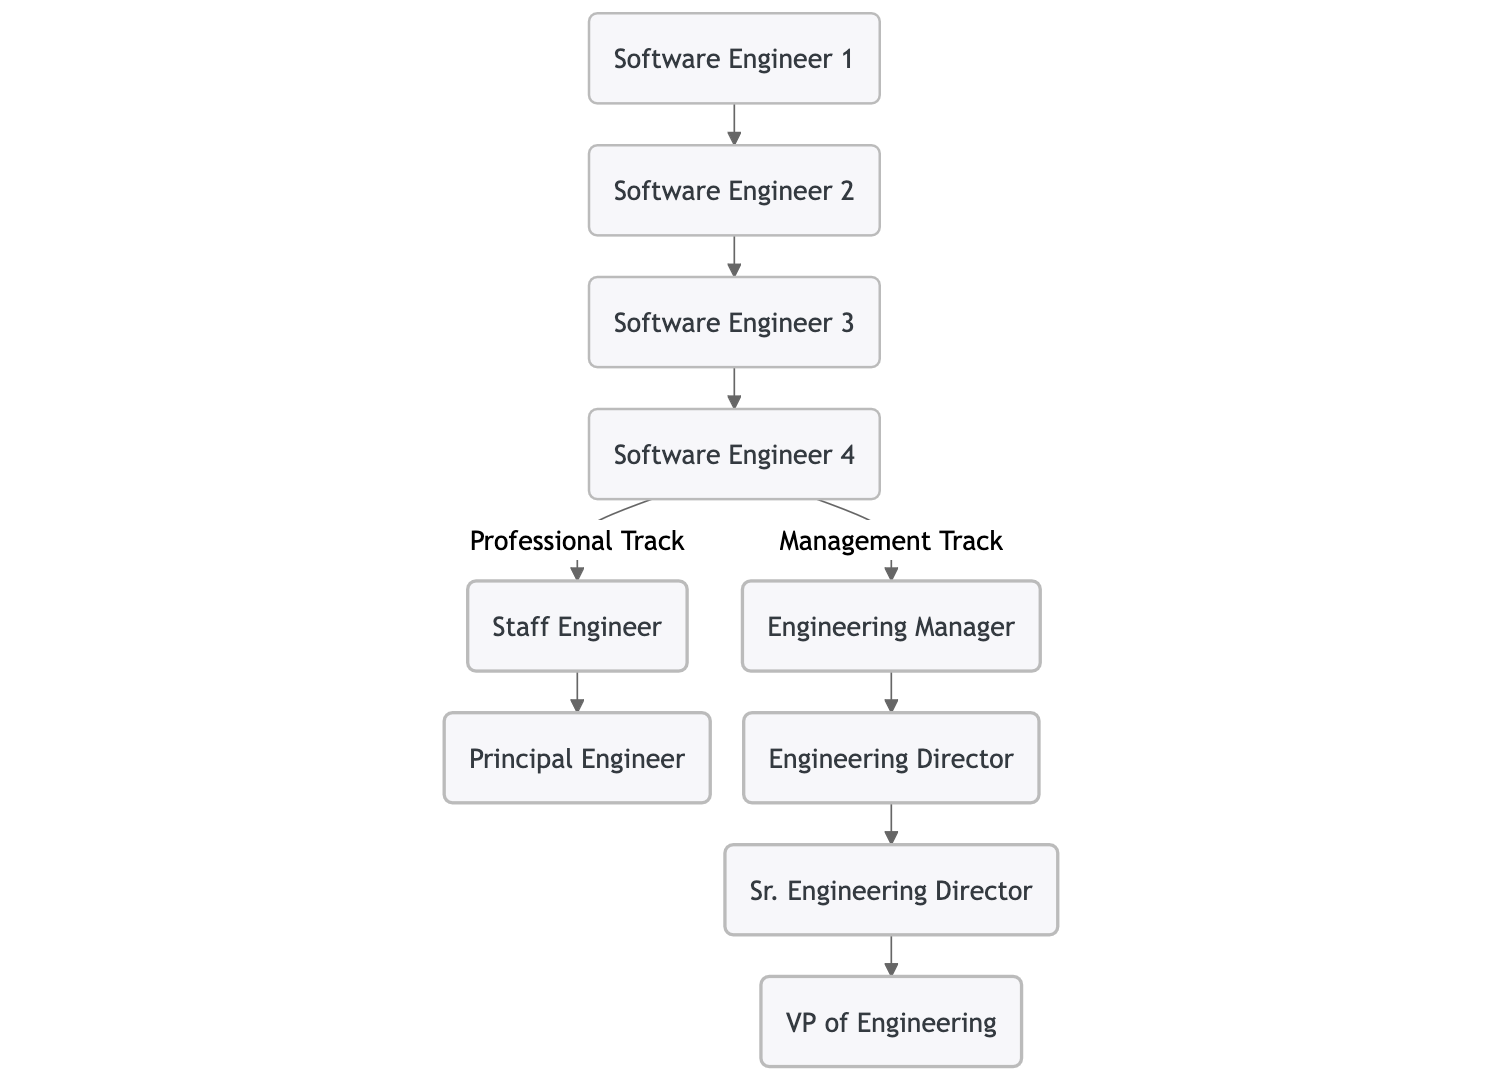 Software Engineer 1
Software Engineer 2
Software Engineer 3
Software Engineer 4
Professional Track
Management Track
Staff Engineer
Engineering Manager
Principal Engineer
Engineering Director
Sr. Engineering Director
VP of Engineering